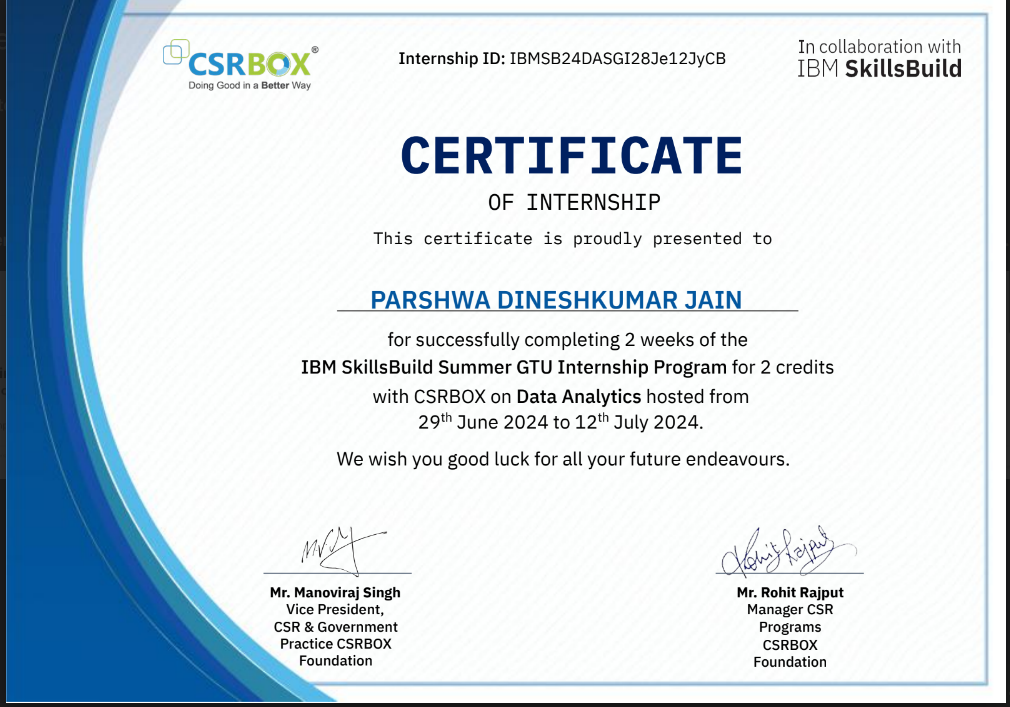 CSRBOX®
Doing Good in a Better Way
Internship ID: IBMSB24DASGI28Je12JyCB
In collaboration with
IBM SkillsBuild
CERTIFICATE
OF INTERNSHIP
This certificate is proudly presented to
PARSHWA DINESHKUMAR JAIN
for successfully completing 2 weeks of the
IBM SkillsBuild Summer GTU Internship Program for 2 credits
with CSRBOX on Data Analytics hosted from
29th June 2024 to 12th July 2024.
We wish you good luck for all your future endeavours.
Mr. Manoviraj Singh
Vice President,
CSR & Government
Practice CSRBOX
Foundation
Rohit Rajput
Mr. Rohit Rajput
Manager CSR
Programs
CSRBOX
Foundation